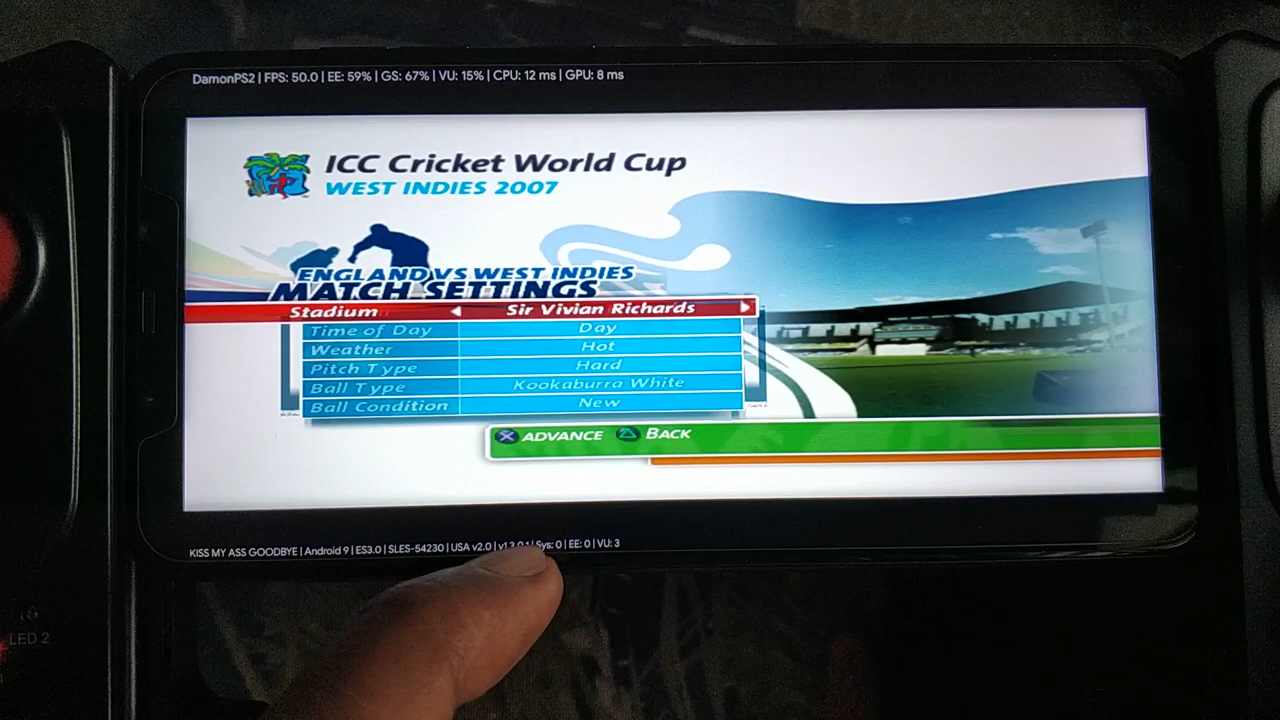 DamonPS2 | FPS: 50.0 | EE: 59% | GS: 67% | VU: 15% | CPU: 12 ms | GPU: 8 ms
ICC Cricket World Cup
WEST INDIES 2007
ENGLAND VS WEST INDIES
MATCH SETTINGS
Stadium Sir Vivian Richards
Time of Day Day
Weather Hot
Pitch Type Hard
Ball Type Kookaburra White
Ball Condition New
ADVANCE BACK
KISS MY ASS GOODBYE | Android 9 | ES3.0 | SLES-54230 | USA v2.0 | Sys: 0 | EE: 0 | VU: 3
LED 2